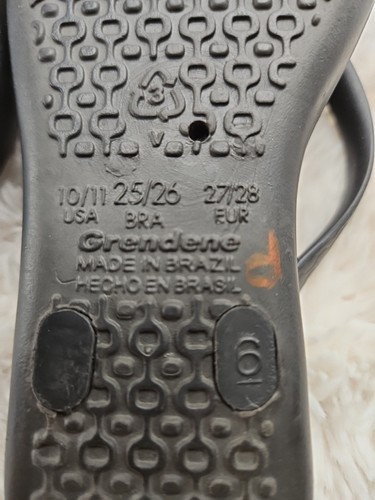 3
V
10/11 25/26 27/28
USA BRA EUR
Grendene
MADE IN BRAZIL
HECHO EN BRASIL
6